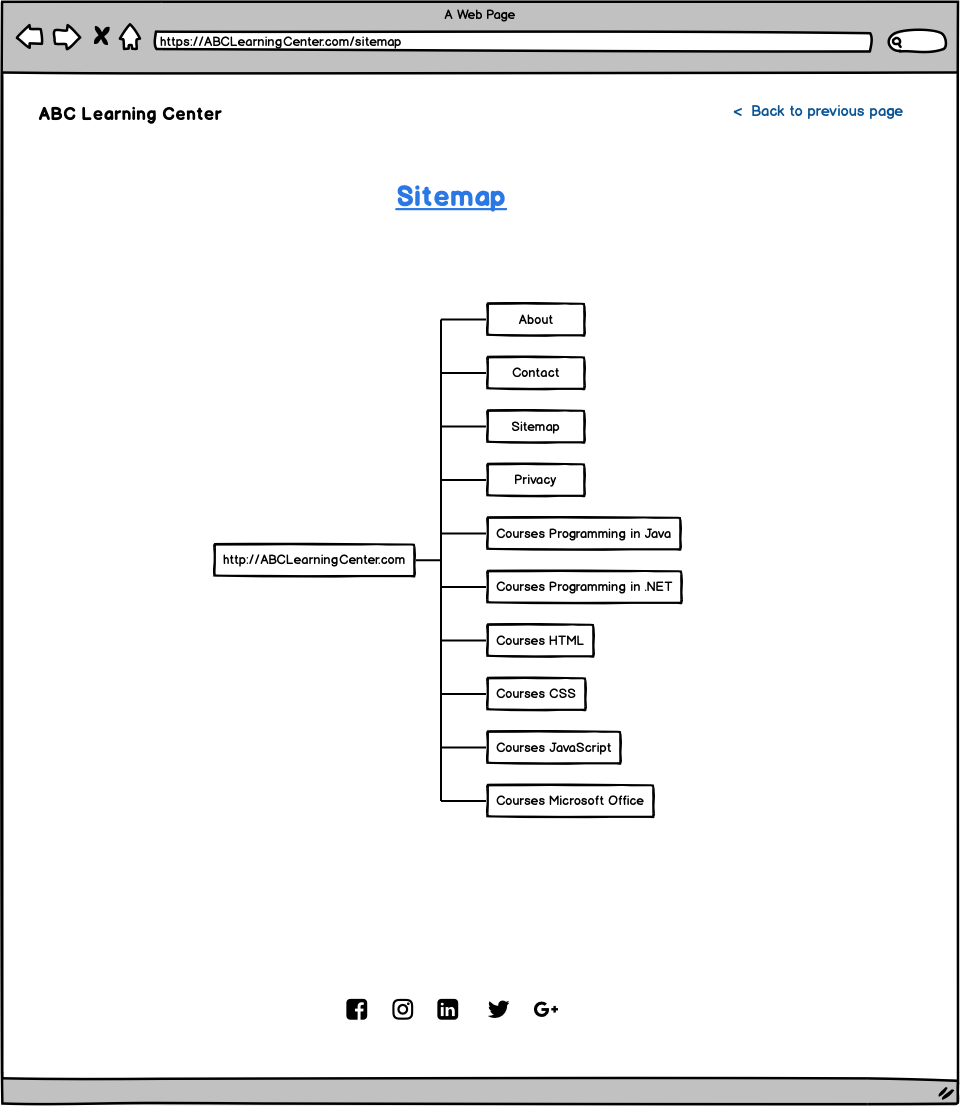 A Web Page
https://ABCLearningCenter.com/sitemap
ABC Learning Center
< Back to previous page
Sitemap
About
Contact
Sitemap
Privacy
Courses Programming in Java
http://ABCLearningCenter.com
Courses Programming in .NET
Courses HTML
Courses CSS
Courses JavaScript
Courses Microsoft Office